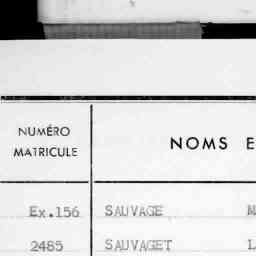 NUMÉRO
MATRICULE
NOMS E
Ex.156 SAUVAGE M
2485 SAUVAGET L